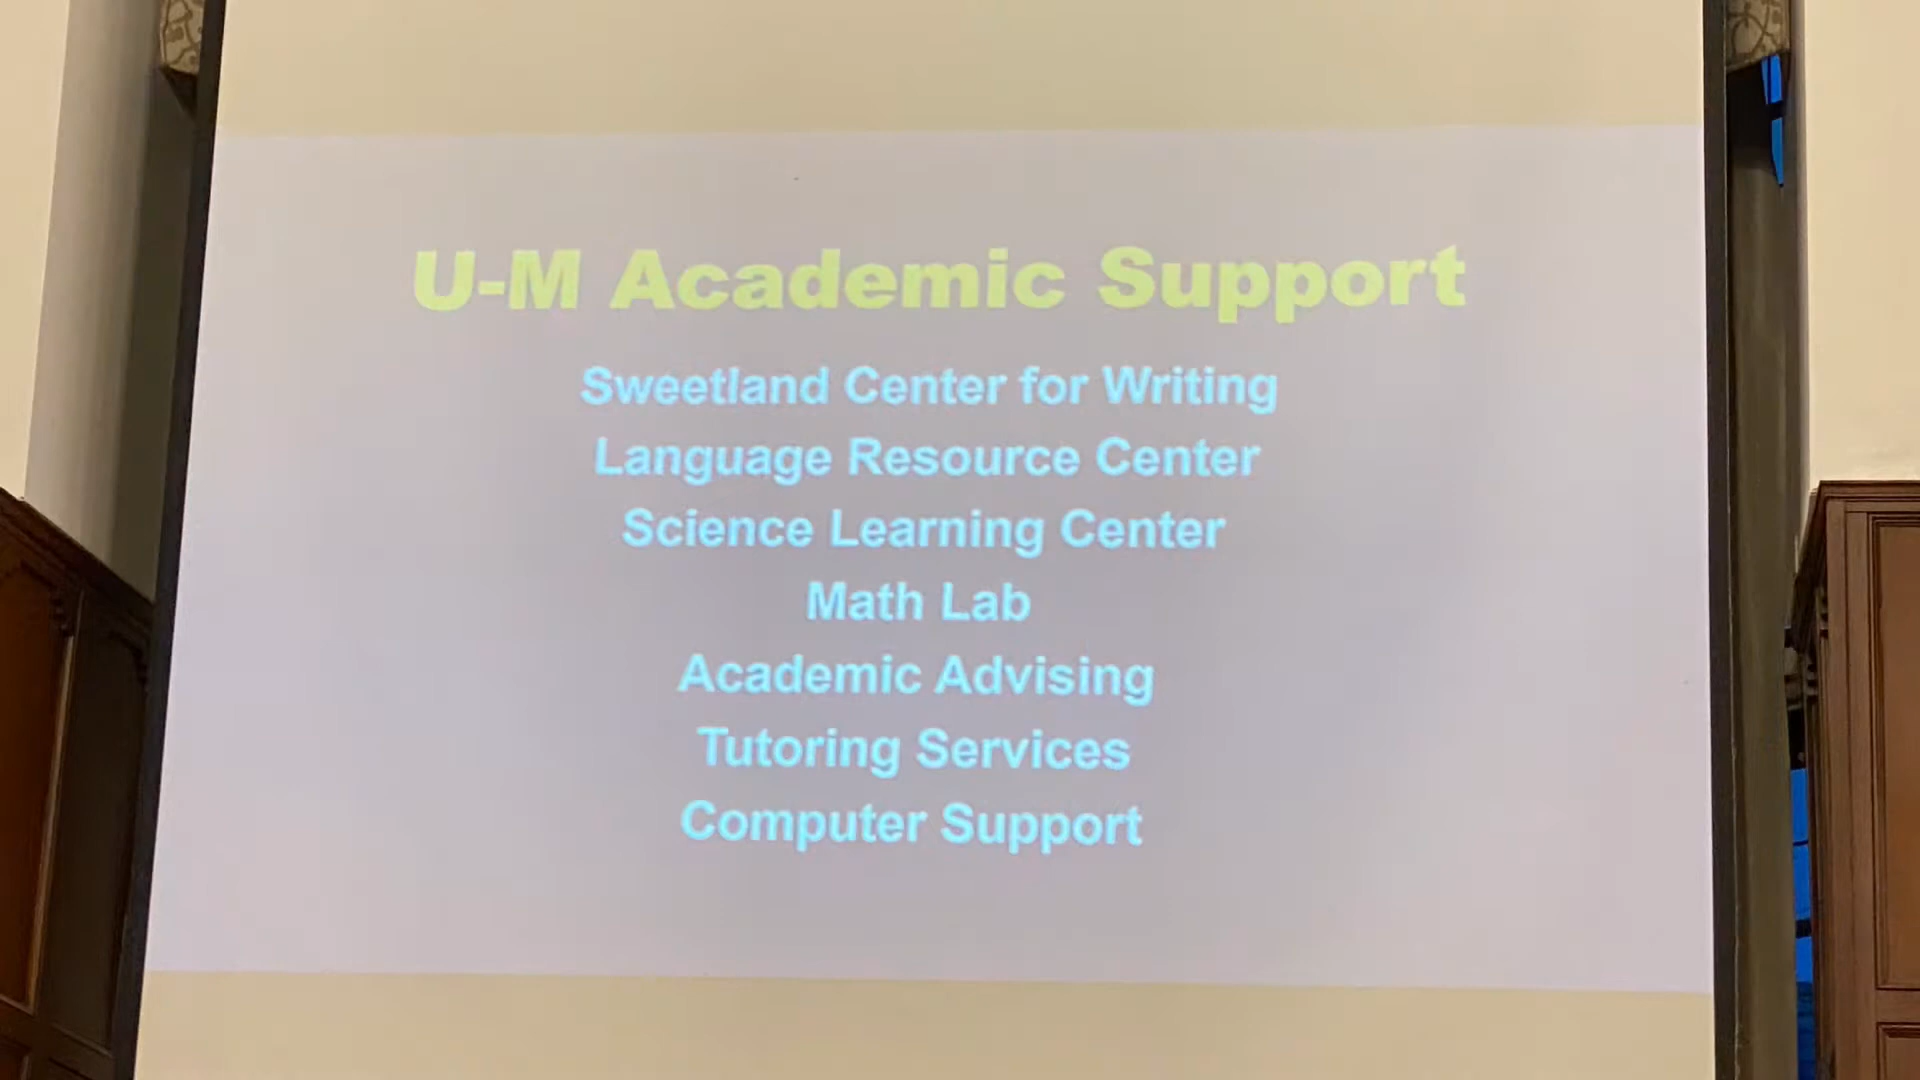 U-M Academic Support
Sweetland Center for Writing
Language Resource Center
Science Learning Center
Math Lab
Academic Advising
Tutoring Services
Computer Support